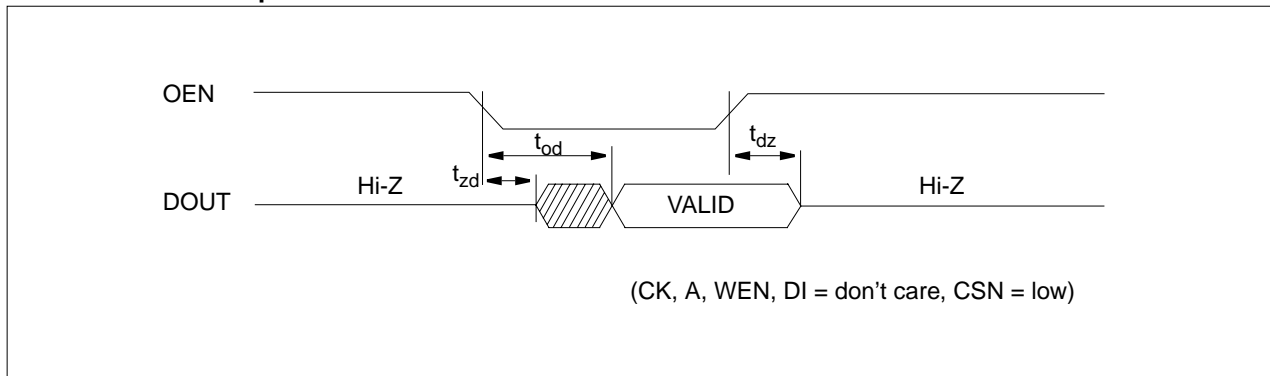 OEN
t_od
t_dz
t_zd
Hi-Z
Hi-Z
DOUT
VALID
(CK, A, WEN, DI = don't care, CSN = low)